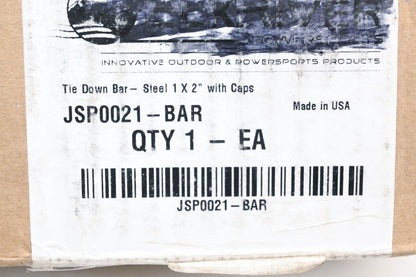 INNOVATIVE OUTDOOR & POWERSPORTS PRODUCTS
Tie Down Bar- Steel 1 X 2" with Caps
JSP0021-BAR
Made in USA
QTY 1 - EA
JSP0021-BAR